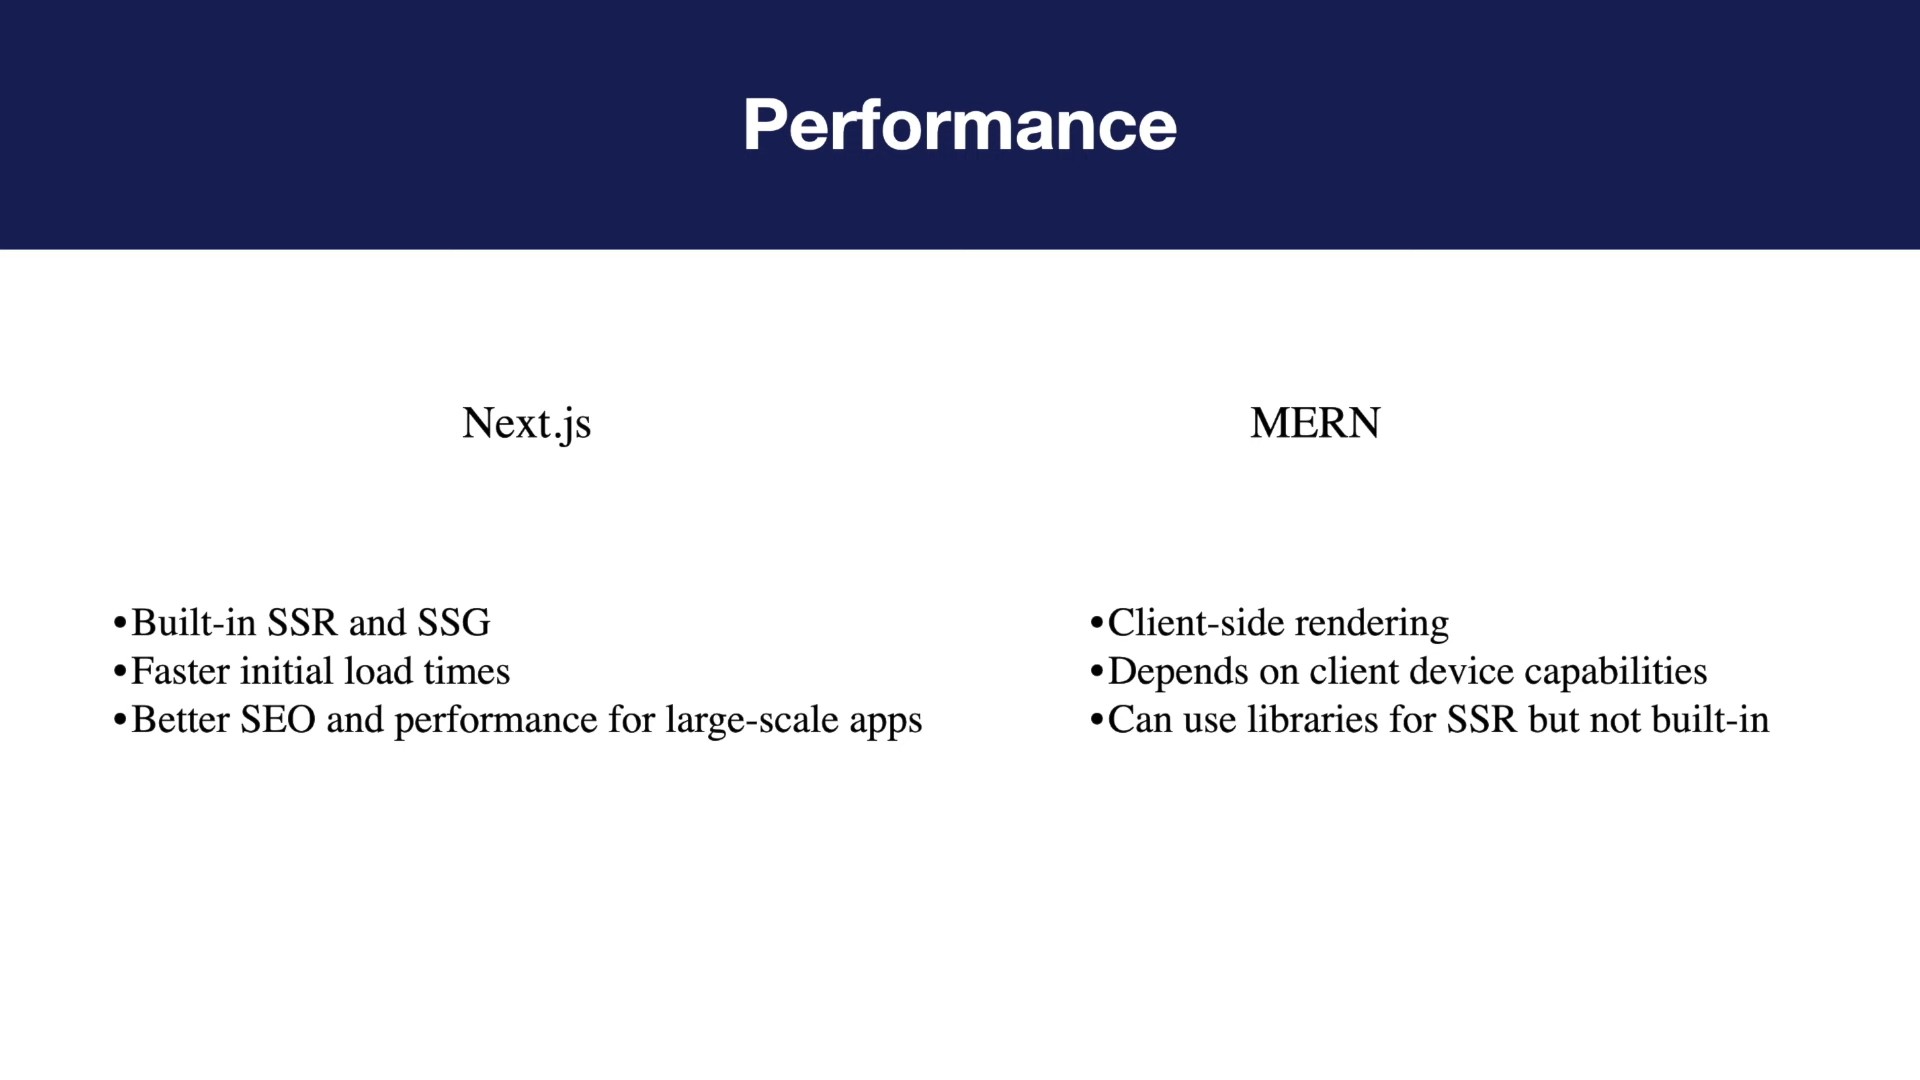 Performance
Next.js
MERN
•Built-in SSR and SSG
•Faster initial load times
•Better SEO and performance for large-scale apps
•Client-side rendering
•Depends on client device capabilities
•Can use libraries for SSR but not built-in